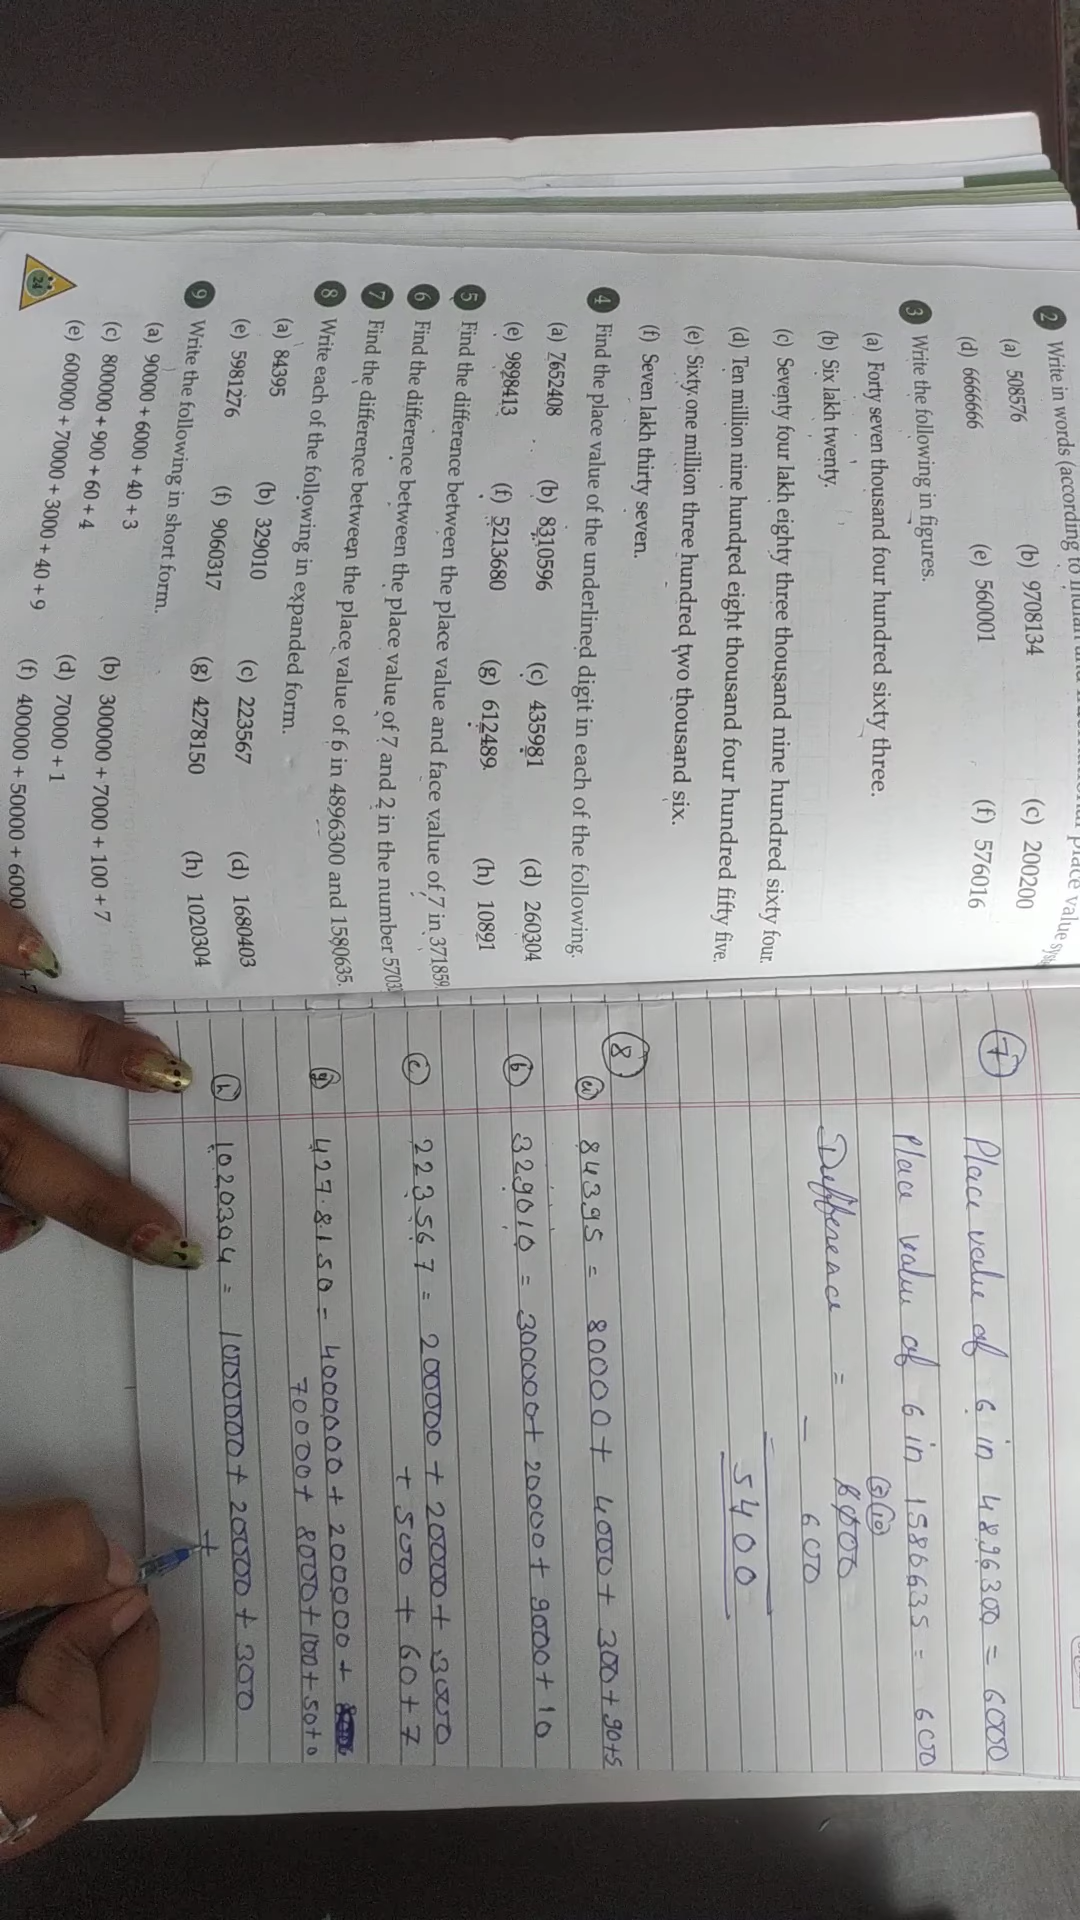 2 Write in words (according to
(a) 508576 (b) 9708134 (c) 200200
(d) 6666666 (e) 560001 (f) 576016
3 Write the following in figures.
(a) Forty seven thousand four hundred sixty three.
(b) Six lakh twenty.
(c) Seventy four lakh eighty three thousand nine hundred sixty four.
(d) Ten million nine hundred eight thousand four hundred fifty five.
(e) Sixty one million three hundred two thousand six.
(f) Seven lakh thirty seven.
4 Find the place value of the underlined digit in each of the following.
(a) 7652408 (b) 8310596 (c) 435981 (d) 260304
(e) 9898413 (f) 5213680 (g) 612489. (h) 10891
5 Find the difference between the place value and face value of 7 in 371859.
6 Find the difference between the place value of 7 and 2 in the number 5703
7 Find the difference between the place value of 6 in 4896300 and 1580635.
8 Write each of the following in expanded form.
(a) 84395 (b) 329010 (c) 223567 (d) 1680403
(e) 5981276 (f) 9060317 (g) 4278150 (h) 1020304
9 Write the following in short form.
(a) 90000 + 6000 + 40 + 3 (b) 300000 + 7000 + 100 + 7
(c) 800000 + 900 + 60 + 4 (d) 70000 + 1
(e) 600000 + 70000 + 3000 + 40 + 9 (f) 400000 + 50000 + 6000 + 7
24
7 Place value of 6 in 4896300 = 6000
Place value of 6 in 1586635 = 600
5 10
Difference = 6000
- 600
5400
8
(a) 84395 = 80000 + 4000 + 300 + 90+5
(b) 329010 = 300000 + 20000 + 9000 + 10
(c) 223567 = 200000 + 20000 + 3000
+ 500 + 60 + 7
(g) 4278150 = 4000000 + 200000 +
70000 + 8000 + 100 + 50 + 0
(h) 1020304 = 1000000 + 20000 + 300
+